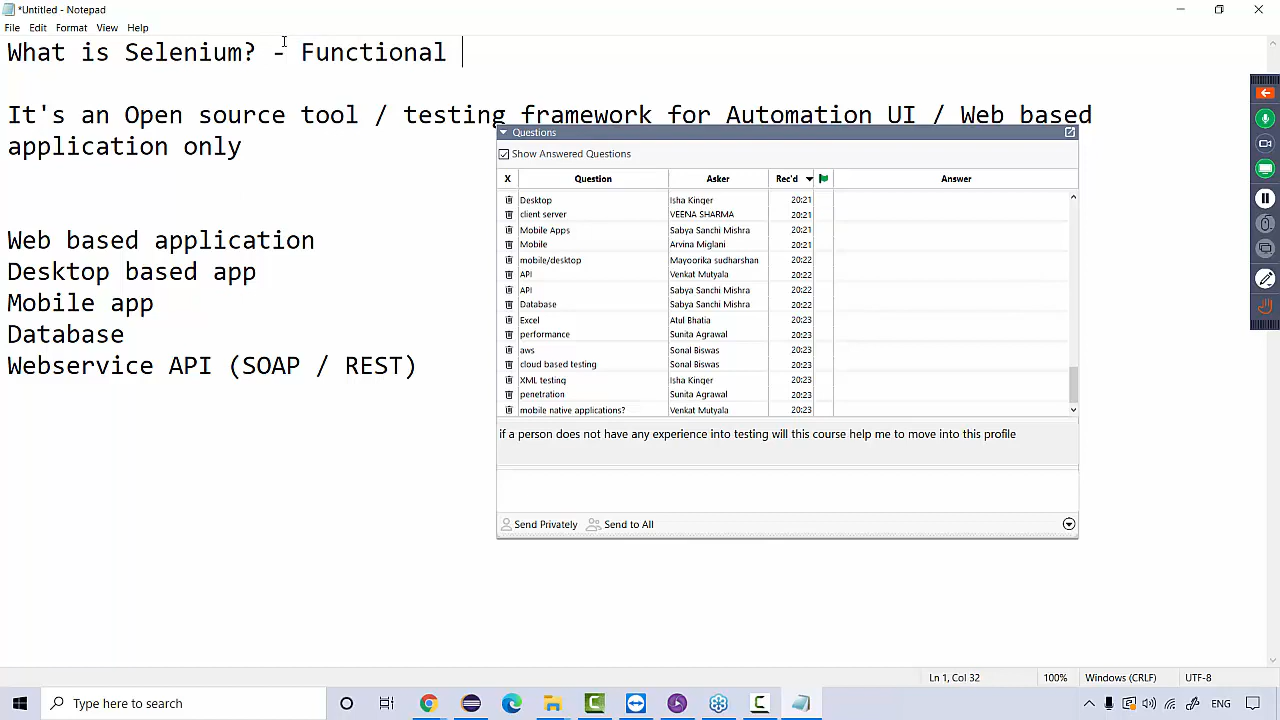 *Untitled - Notepad
File Edit Format View Help
What is Selenium? - Functional
It's an Open source tool / testing framework for Automation UI / Web based
application only
Web based application
Desktop based app
Mobile app
Database
Webservice API (SOAP / REST)
Questions
Show Answered Questions
X Question Asker Rec'd Answer
Desktop Isha Kinger 20:21
client server VEENA SHARMA 20:21
Mobile Apps Sabya Sanchi Mishra 20:21
Mobile Arvina Miglani 20:21
mobile/desktop Mayoorika sudharshan 20:22
API Venkat Mutyala 20:22
API Sabya Sanchi Mishra 20:22
Database Sabya Sanchi Mishra 20:22
Excel Atul Bhatia 20:23
performance Sunita Agrawal 20:23
aws Sonal Biswas 20:23
cloud based testing Sonal Biswas 20:23
XML testing Isha Kinger 20:23
penetration Sunita Agrawal 20:23
mobile native applications? Venkat Mutyala 20:23
if a person does not have any experience into testing will this course help me to move into this profile
Send Privately Send to All
Ln 1, Col 32 100% Windows (CRLF) UTF-8
Type here to search
ENG